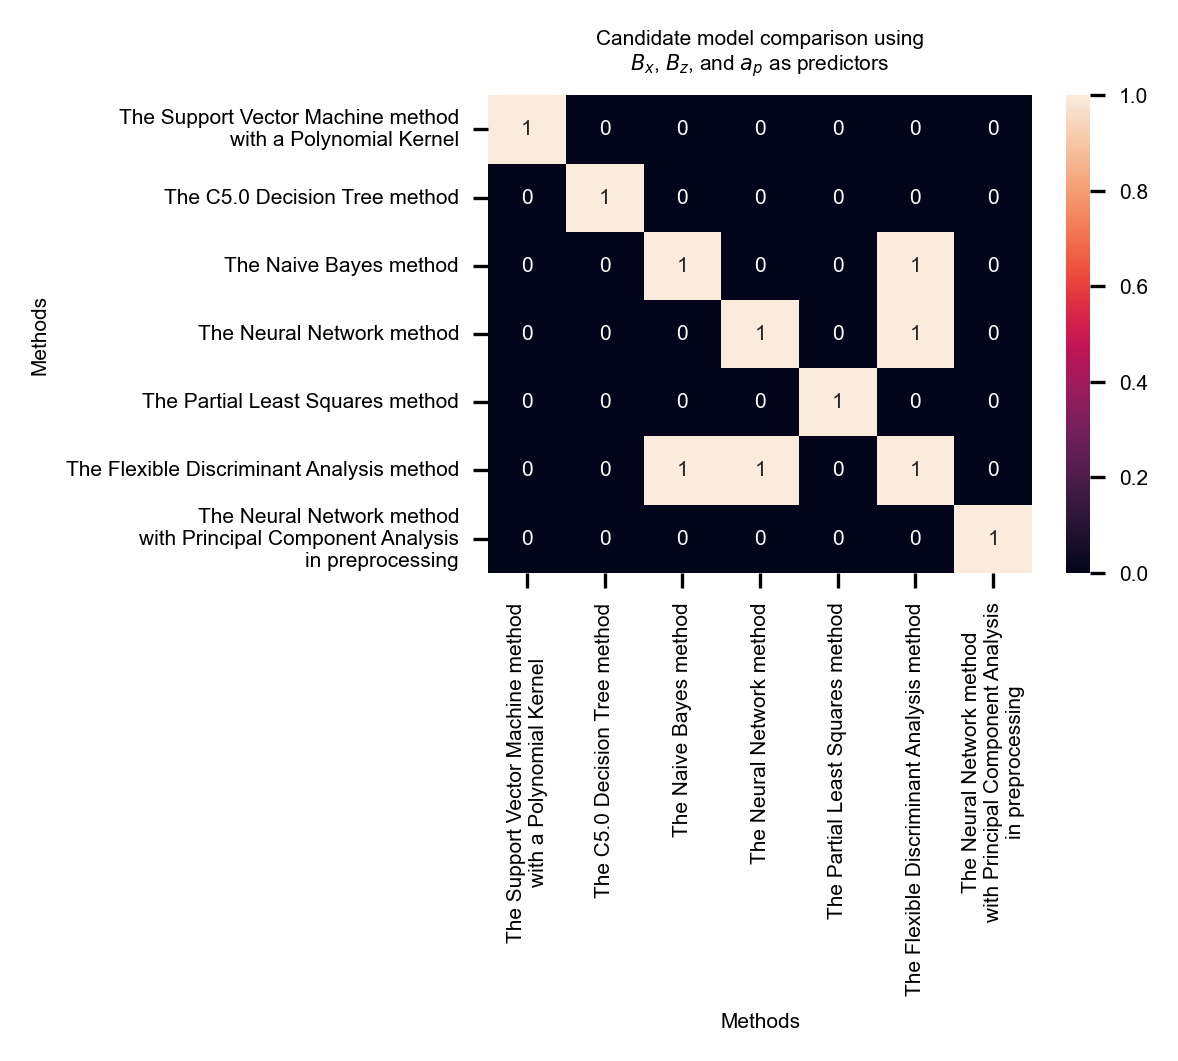 Candidate model comparison using
Bx, Bz, and ap as predictors
Methods
The Support Vector Machine method
with a Polynomial Kernel
1 0 0 0 0 0 0
The C5.0 Decision Tree method
0 1 0 0 0 0 0
The Naive Bayes method
0 0 1 0 0 1 0
The Neural Network method
0 0 0 1 0 1 0
The Partial Least Squares method
0 0 0 0 1 0 0
The Flexible Discriminant Analysis method
0 0 1 1 0 1 0
The Neural Network method
with Principal Component Analysis
in preprocessing
0 0 0 0 0 0 1
1.0
0.8
0.6
0.4
0.2
0.0
The Support Vector Machine method
with a Polynomial Kernel
The C5.0 Decision Tree method
The Naive Bayes method
The Neural Network method
The Partial Least Squares method
The Flexible Discriminant Analysis method
The Neural Network method
with Principal Component Analysis
in preprocessing
Methods